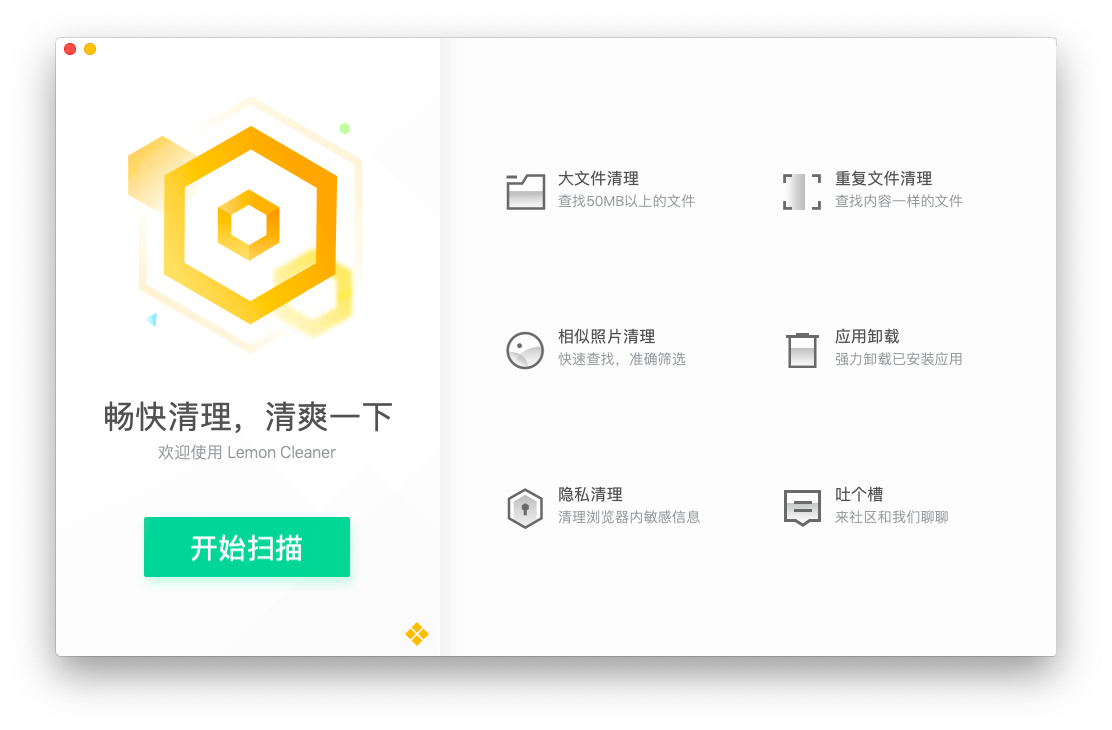 畅快清理，清爽一下
欢迎使用 Lemon Cleaner
开始扫描
大文件清理
查找50MB以上的文件
重复文件清理
查找内容一样的文件
相似照片清理
快速查找，准确筛选
应用卸载
强力卸载已安装应用
隐私清理
清理浏览器内敏感信息
吐个槽
来社区和我们聊聊